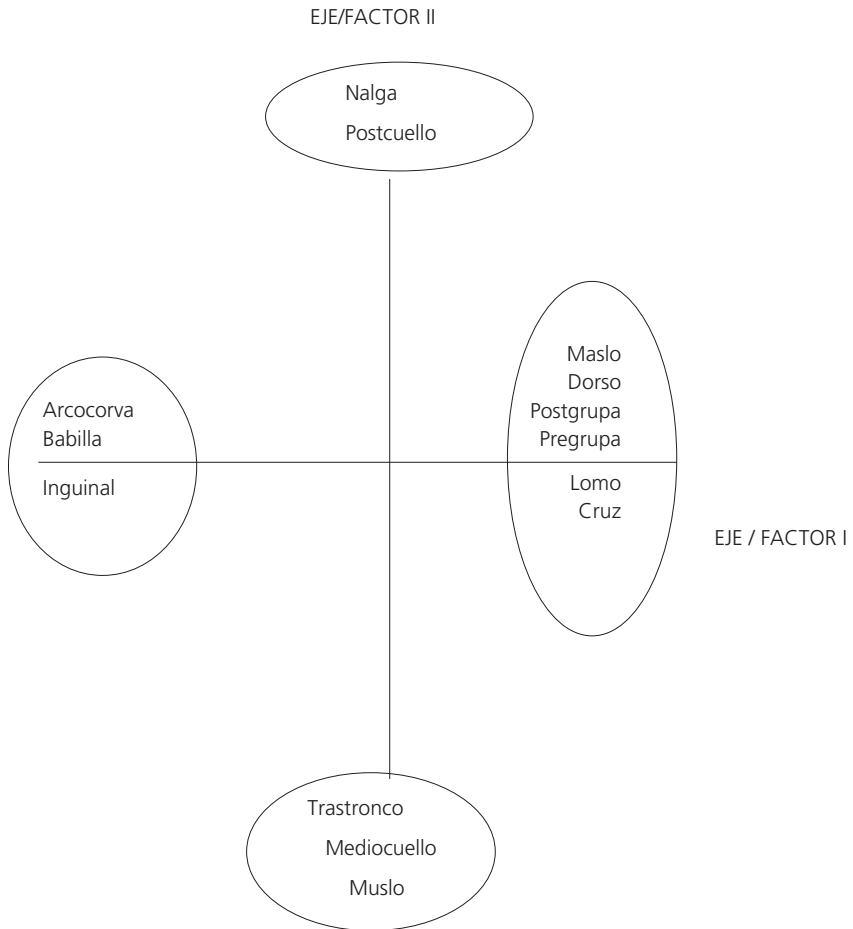 EJE/FACTOR II
Nalga
Postcuello
Maslo
Dorso
Postgrupa
Pregrupa
Lomo
Cruz
Arcocorva
Babilla
Inguinal
EJE / FACTOR I
Trastronco
Mediocuello
Muslo